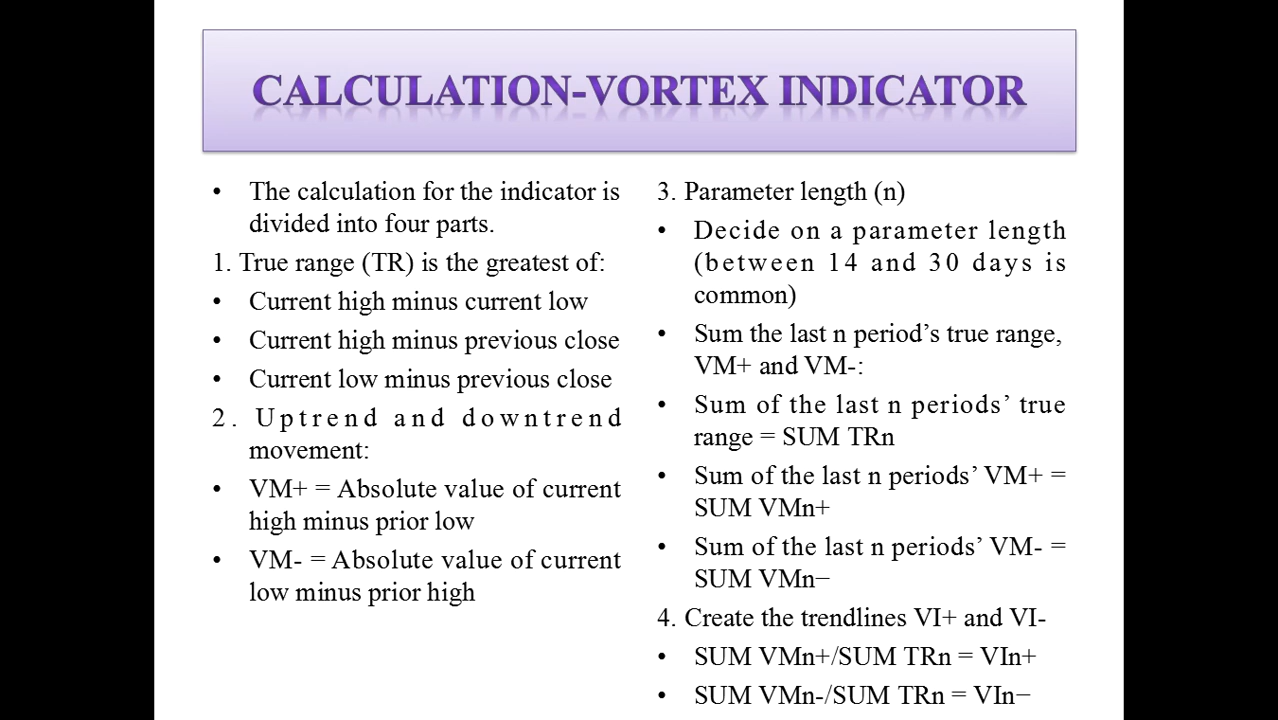 CALCULATION-VORTEX INDICATOR
• The calculation for the indicator is
divided into four parts.
1. True range (TR) is the greatest of:
• Current high minus current low
• Current high minus previous close
• Current low minus previous close
2. Uptrend and downtrend
movement:
• VM+ = Absolute value of current
high minus prior low
• VM- = Absolute value of current
low minus prior high
3. Parameter length (n)
• Decide on a parameter length
(between 14 and 30 days is
common)
• Sum the last n period’s true range,
VM+ and VM-:
• Sum of the last n periods’ true
range = SUM TRn
• Sum of the last n periods’ VM+ =
SUM VMn+
• Sum of the last n periods’ VM- =
SUM VMn−
4. Create the trendlines VI+ and VI-
• SUM VMn+/SUM TRn = VIn+
• SUM VMn-/SUM TRn = VIn−